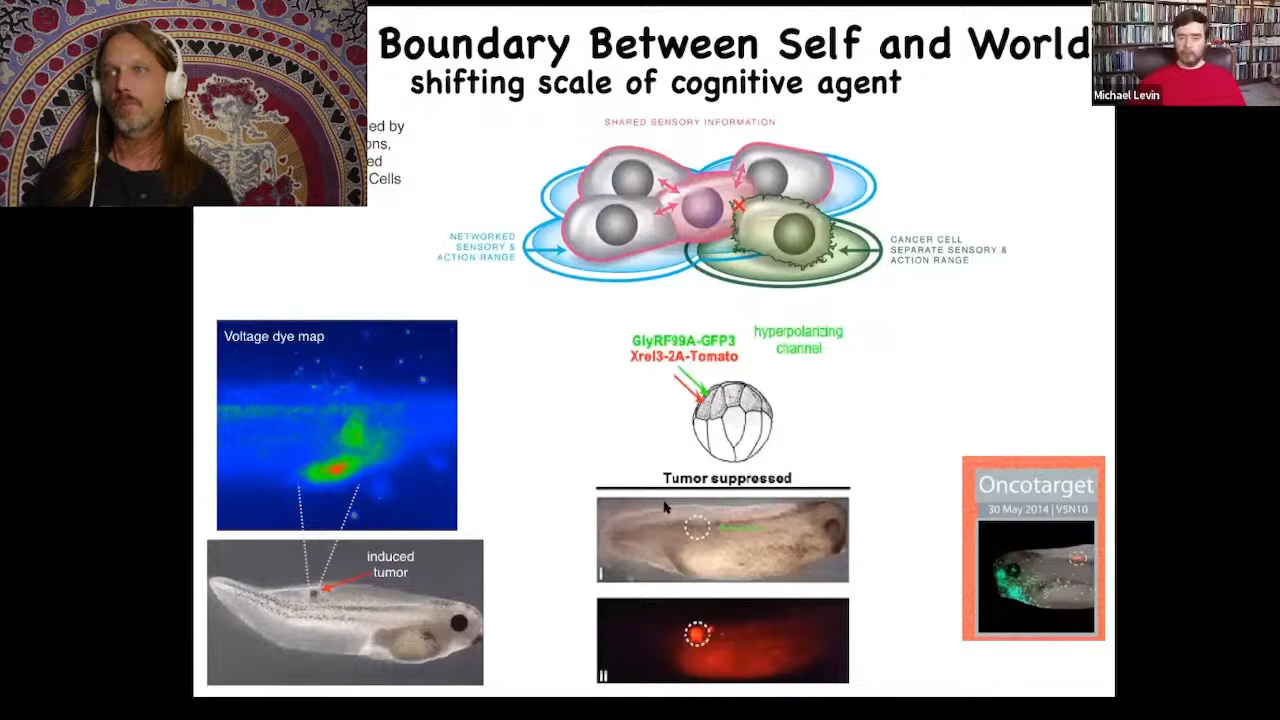 Boundary Between Self and World
shifting scale of cognitive agent
Michael Levin
SHARED SENSORY INFORMATION
ed by
ons,
ed
Cells
NETWORKED
SENSORY &
ACTION RANGE
CANCER CELL
SEPARATE SENSORY &
ACTION RANGE
Voltage dye map
GlyRF99A-GFP3
Xrel3-2A-Tomato
hyperpolarizing
channel
Tumor suppressed
i
ii
induced
tumor
Oncotarget
30 May 2014 | V5N10